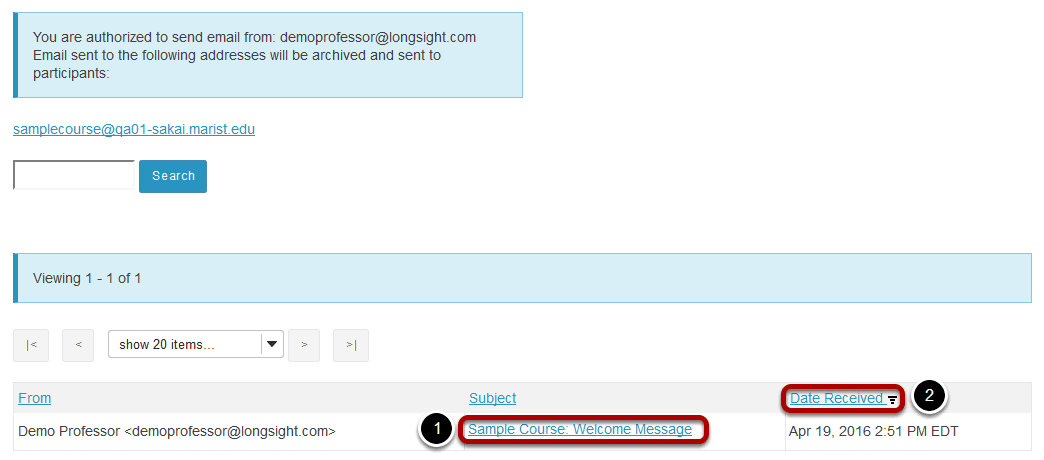 You are authorized to send email from: demoprofessor@longsight.com
Email sent to the following addresses will be archived and sent to
participants:
samplecourse@qa01-sakai.marist.edu
Search
Viewing 1 - 1 of 1
|< < show 20 items... > >|
From Subject Date Received 2
Demo Professor <demoprofessor@longsight.com> 1 Sample Course: Welcome Message Apr 19, 2016 2:51 PM EDT